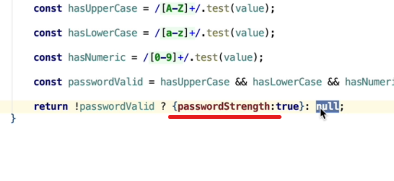 const hasUpperCase = /[A-Z]+/.test(value);
const hasLowerCase = /[a-z]+/.test(value);
const hasNumeric = /[0-9]+/.test(value);
const passwordValid = hasUpperCase && hasLowerCase && hasNumeri
return !passwordValid ? {passwordStrength:true}: null;
}